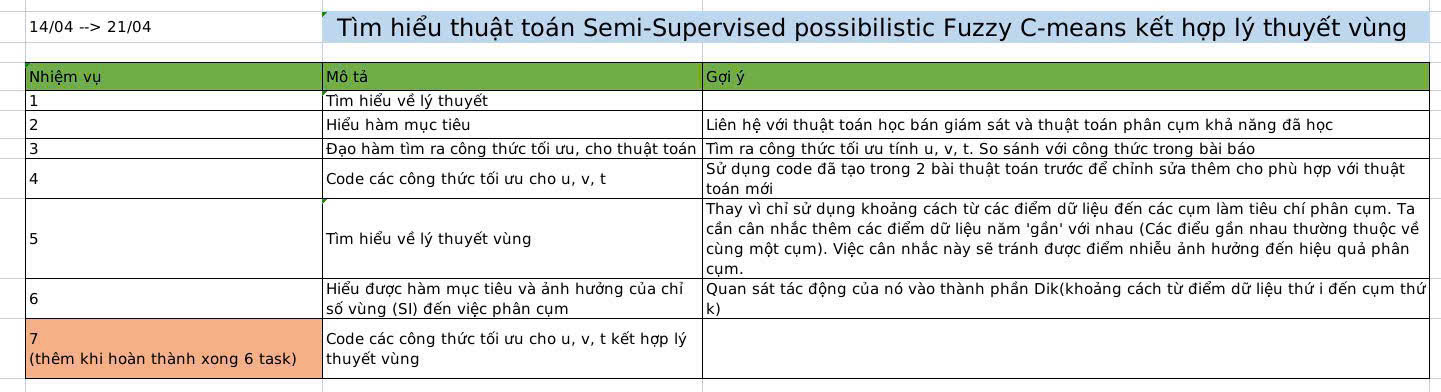 14/04 --> 21/04
Tìm hiểu thuật toán Semi-Supervised possibilistic Fuzzy C-means kết hợp lý thuyết vùng
Nhiệm vụ
Mô tả
Gợi ý
1
Tìm hiểu về lý thuyết
2
Hiểu hàm mục tiêu
Liên hệ với thuật toán học bán giám sát và thuật toán phân cụm khả năng đã học
3
Đạo hàm tìm ra công thức tối ưu, cho thuật toán
Tìm ra công thức tối ưu tính u, v, t. So sánh với công thức trong bài báo
4
Code các công thức tối ưu cho u, v, t
Sử dụng code đã tạo trong 2 bài thuật toán trước để chỉnh sửa thêm cho phù hợp với thuật
toán mới
5
Tìm hiểu về lý thuyết vùng
Thay vì chỉ sử dụng khoảng cách từ các điểm dữ liệu đến các cụm làm tiêu chí phân cụm. Ta
cần cân nhắc thêm các điểm dữ liệu năm 'gần' với nhau (Các điểu gần nhau thường thuộc về
cùng một cụm). Việc cân nhắc này sẽ tránh được điểm nhiễu ảnh hưởng đến hiệu quả phân
cụm.
6
Hiểu được hàm mục tiêu và ảnh hưởng của chỉ
số vùng (SI) đến việc phân cụm
Quan sát tác động của nó vào thành phần Dik(khoảng cách từ điểm dữ liệu thứ i đến cụm thứ
k)
7
(thêm khi hoàn thành xong 6 task)
Code các công thức tối ưu cho u, v, t kết hợp lý
thuyết vùng